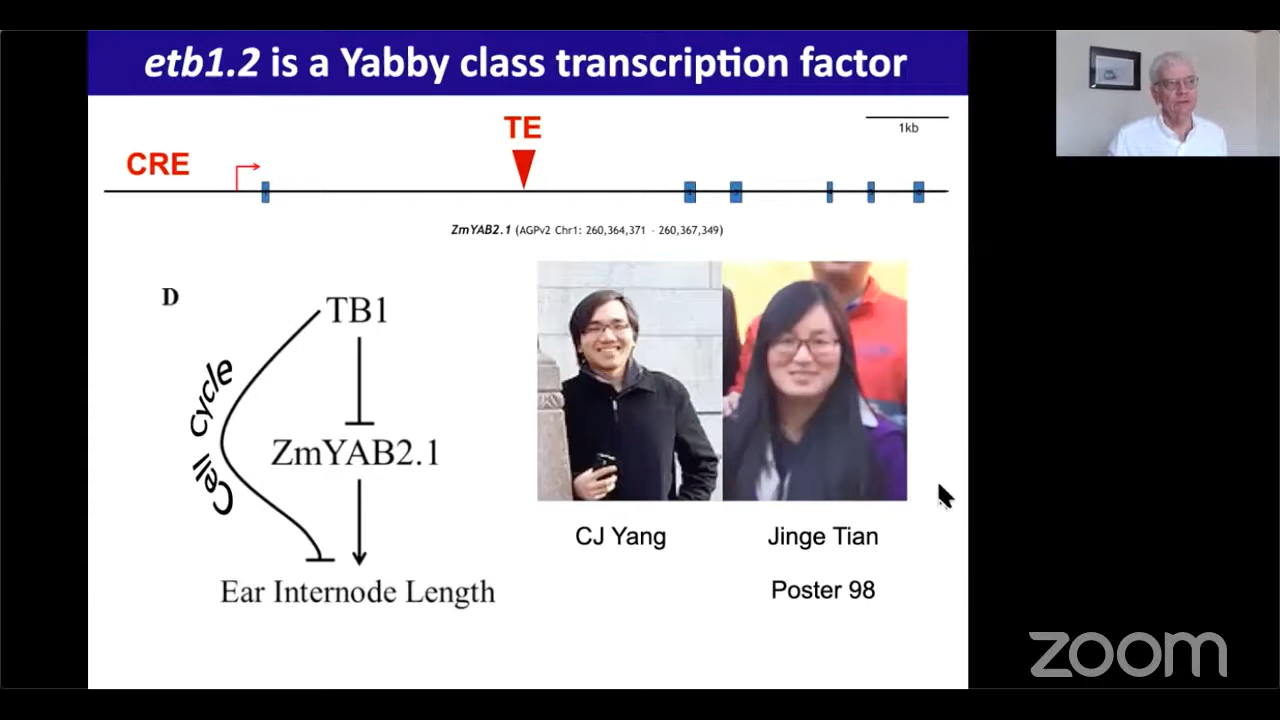 etb1.2 is a Yabby class transcription factor
TE
1kb
CRE
ZmYAB2.1 (AGPv2 Chr1: 260,364,371 - 260,367,349)
D
TB1
Cell cycle
ZmYAB2.1
Ear Internode Length
CJ Yang
Jinge Tian
Poster 98
zoom